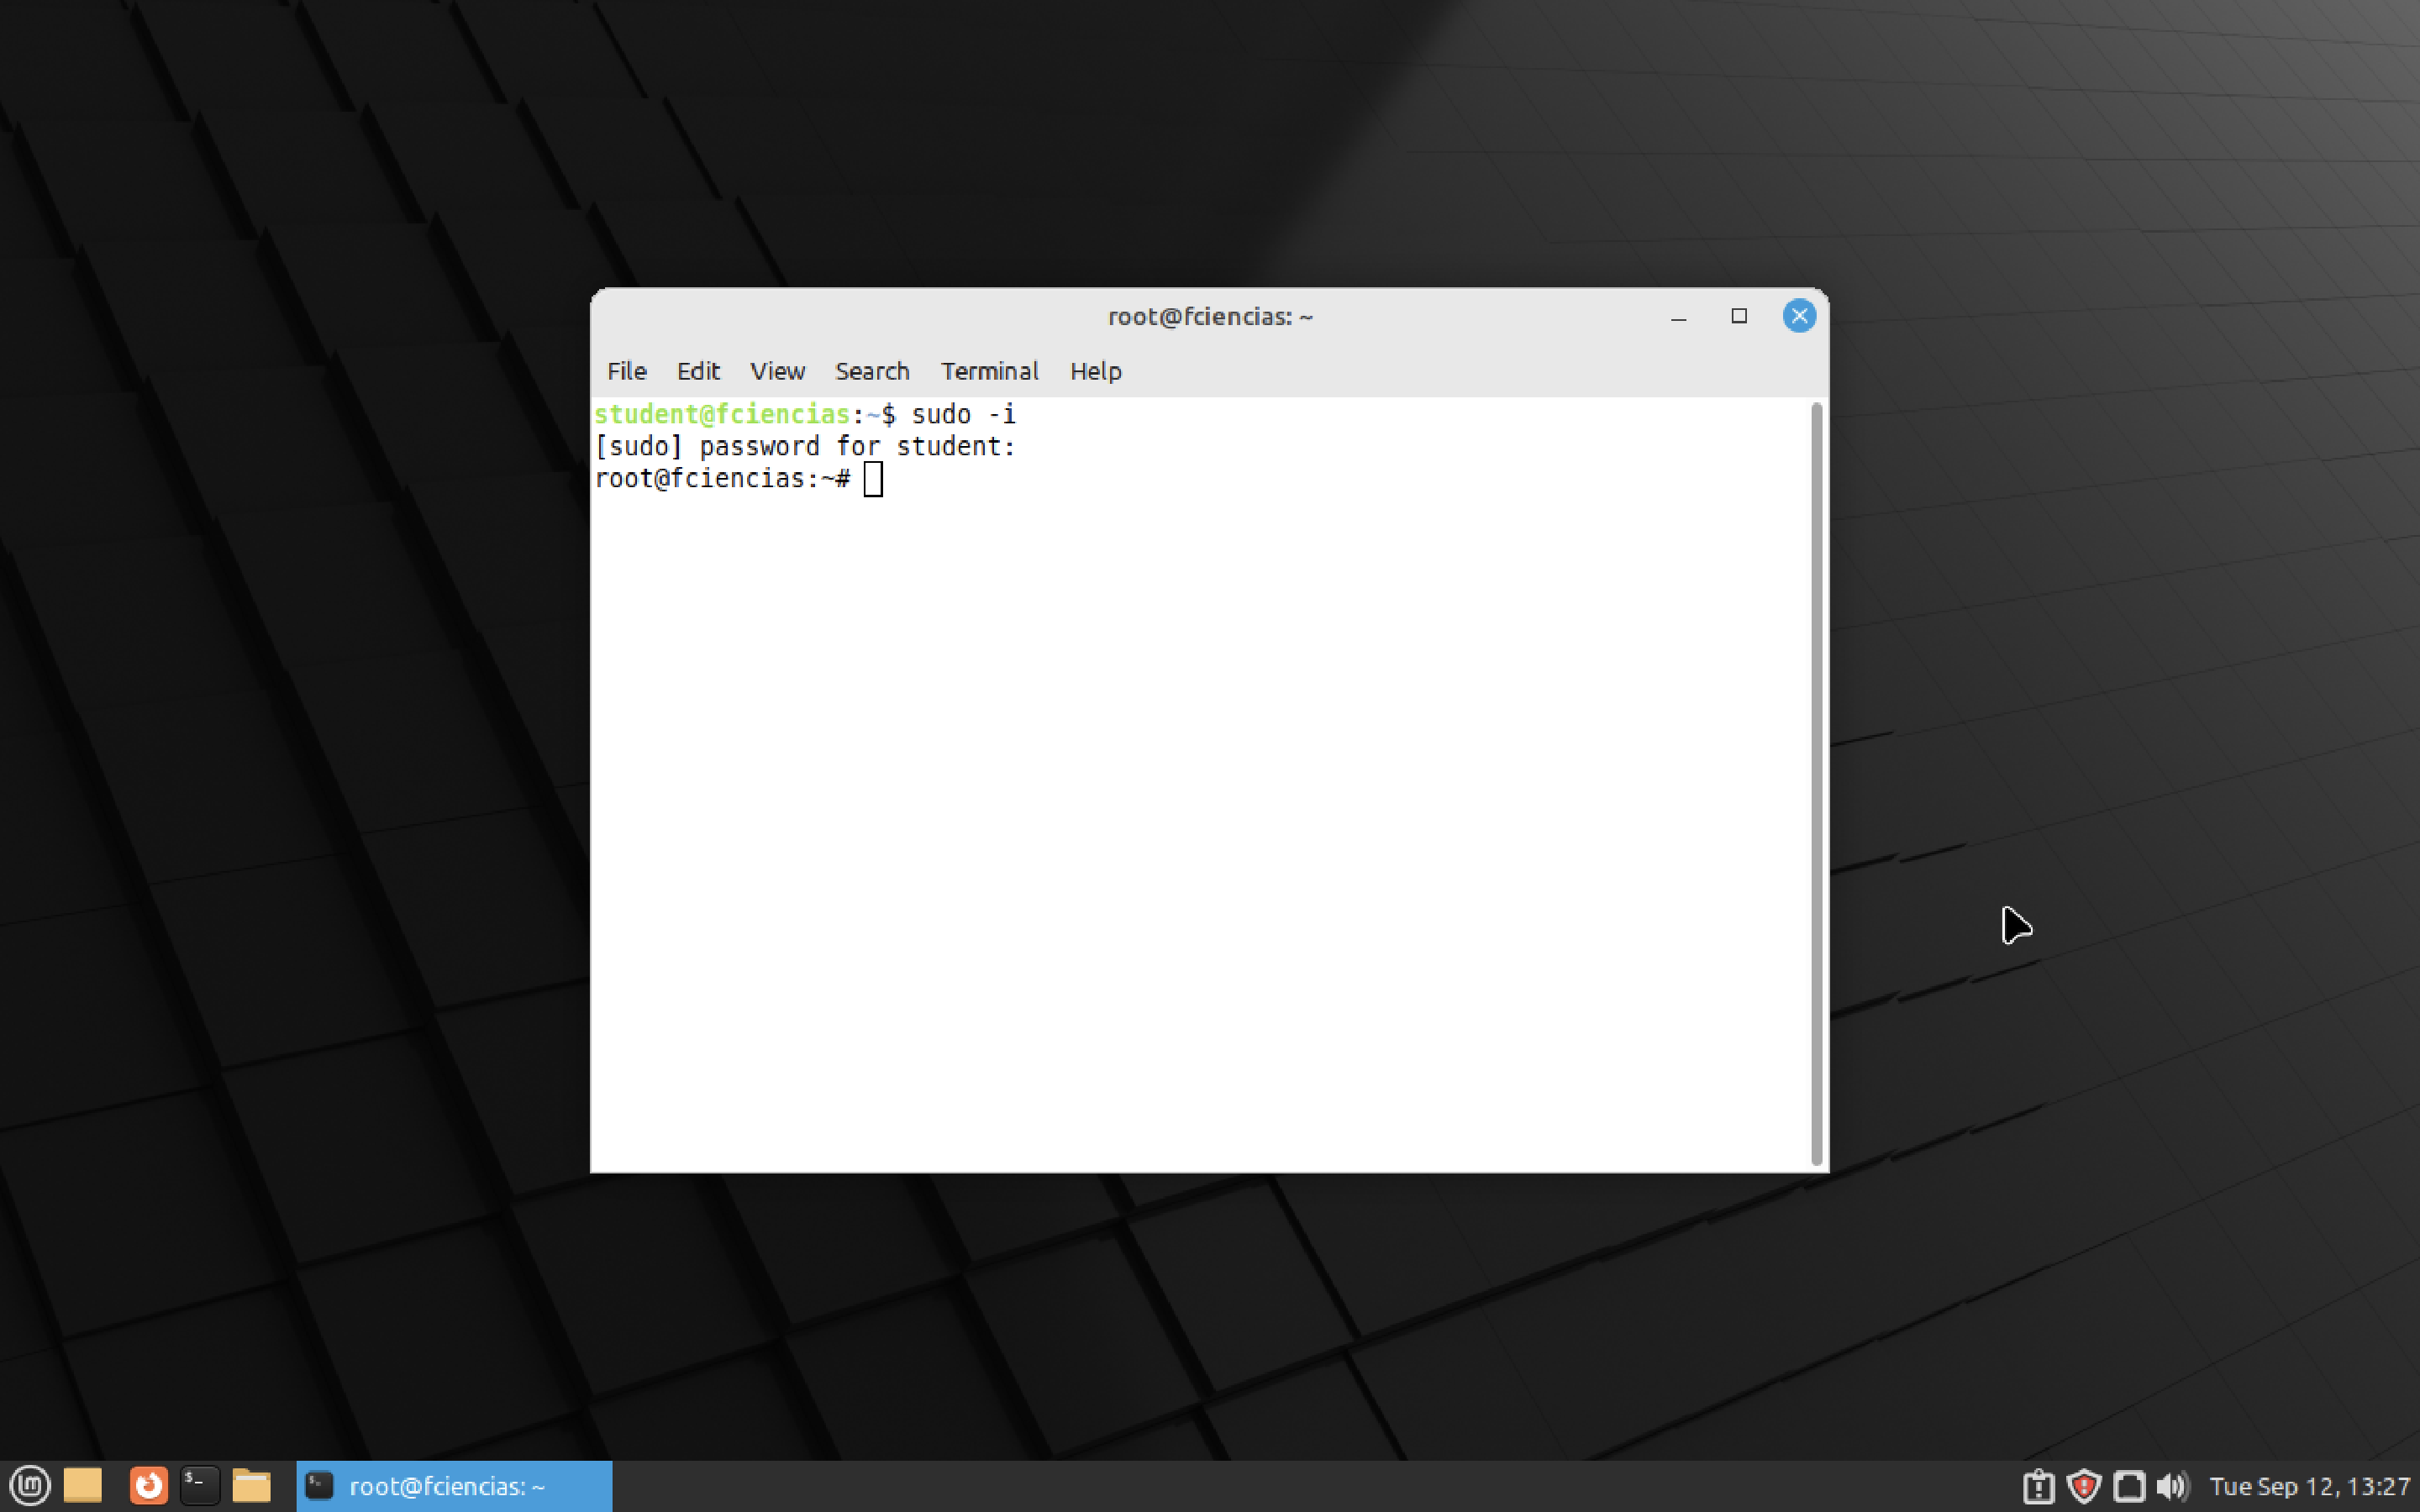 root@fciencias: ~
File Edit View Search Terminal Help
student@fciencias:~$ sudo -i
[sudo] password for student:
root@fciencias:~#
root@fciencias: ~
Tue Sep 12, 13:27